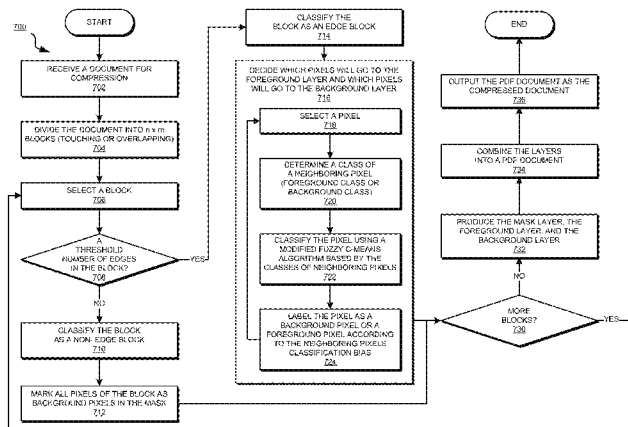 700
START
RECEIVE A DOCUMENT FOR
COMPRESSION
702
DIVIDE THE DOCUMENT INTO n x m
BLOCKS (TOUCHING OR OVERLAPPING)
704
SELECT A BLOCK
706
A
THRESHOLD
NUMBER OF EDGES
IN THE BLOCK?
708
YES
NO
CLASSIFY THE BLOCK
AS A NON-EDGE BLOCK
710
MARK ALL PIXELS OF THE BLOCK AS
BACKGROUND PIXELS IN THE MASK
712
CLASSIFY THE
BLOCK AS AN EDGE BLOCK
714
DECIDE WHICH PIXELS WILL GO TO THE
FOREGROUND LAYER AND WHICH PIXELS
WILL GO TO THE BACKGROUND LAYER
716
SELECT A PIXEL
718
DETERMINE A CLASS OF
A NEIGHBORING PIXEL
(FOREGROUND CLASS OR
BACKGROUND CLASS)
720
CLASSIFY THE PIXEL USING A
MODIFIED FUZZY C-MEANS
ALGORITHM BASED BY THE
CLASSES OF NEIGHBORING PIXELS
722
LABEL THE PIXEL AS A
BACKGROUND PIXEL OR A
FOREGROUND PIXEL ACCORDING
TO THE NEIGHBORING PIXELS
CLASSIFICATION BIAS
724
END
OUTPUT THE PDF DOCUMENT AS THE
COMPRESSED DOCUMENT
736
COMBINE THE LAYERS
INTO A PDF DOCUMENT
734
PRODUCE THE MASK LAYER, THE
FOREGROUND LAYER, AND THE
BACKGROUND LAYER
732
NO
MORE
BLOCKS?
730
YES